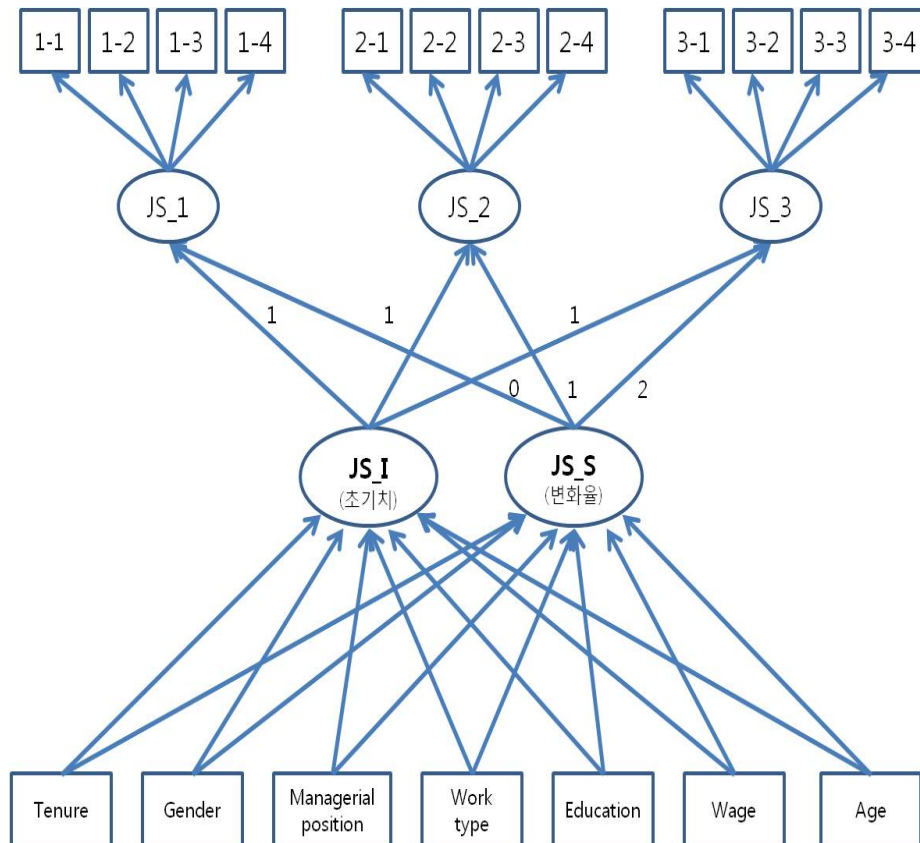 1-1 1-2 1-3 1-4 2-1 2-2 2-3 2-4 3-1 3-2 3-3 3-4
JS_1 JS_2 JS_3
1 1 1
0 1 2
JS_I JS_S
(초기치) (변화율)
Tenure Gender Managerial position Work type Education Wage Age